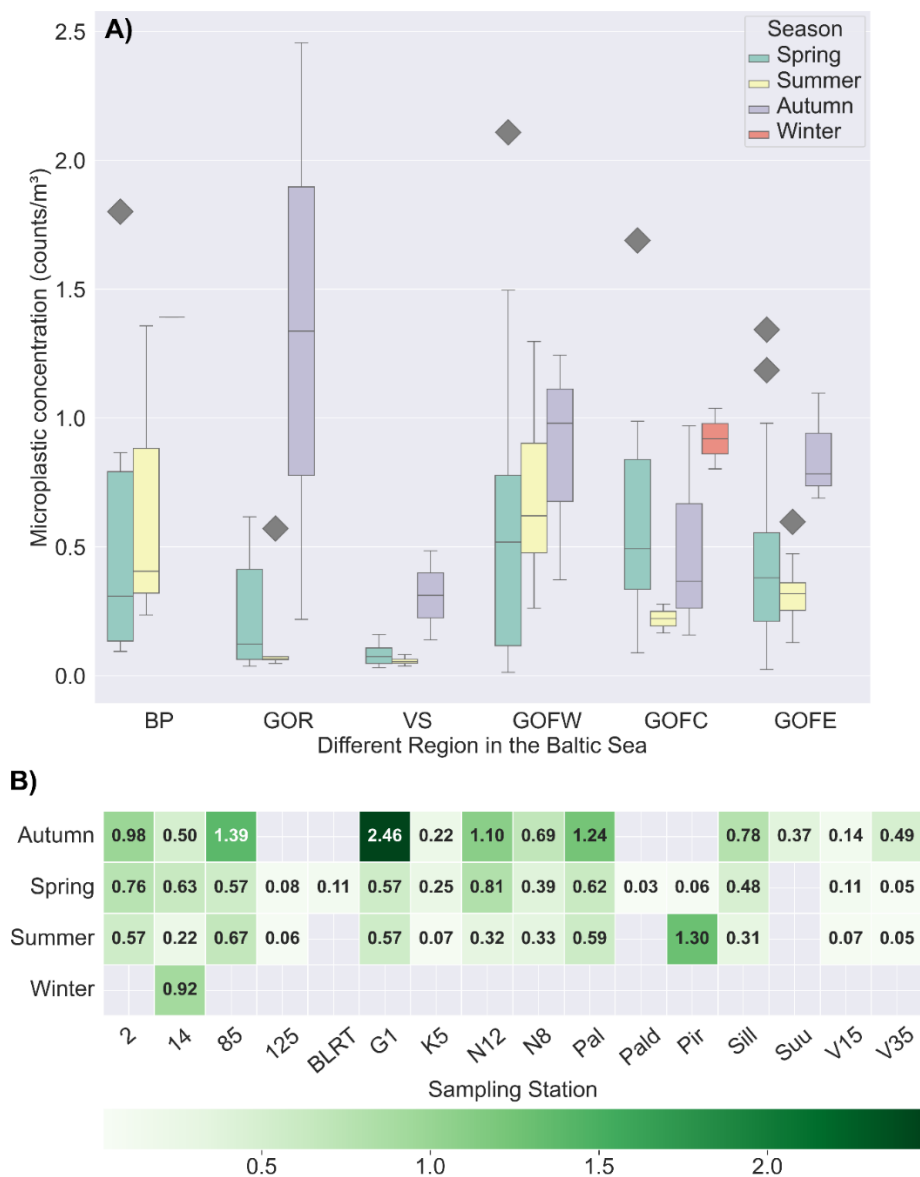 A)
Season
Spring
Summer
Autumn
Winter
Microplastic concentration (counts/m³)
2.5
2.0
1.5
1.0
0.5
0.0
BP GOR VS GOFW GOFC GOFE
Different Region in the Baltic Sea
B)
Autumn 0.98 0.50 1.39 2.46 0.22 1.10 0.69 1.24 0.78 0.37 0.14 0.49
Spring 0.76 0.63 0.57 0.08 0.11 0.57 0.25 0.81 0.39 0.62 0.03 0.06 0.48 0.11 0.05
Summer 0.57 0.22 0.67 0.06 0.57 0.07 0.32 0.33 0.59 1.30 0.31 0.07 0.05
Winter 0.92
2 14 85 125 BLRT G1 K5 N12 N8 Pal Pald Pir Sill Suu V15 V35
Sampling Station
0.5 1.0 1.5 2.0